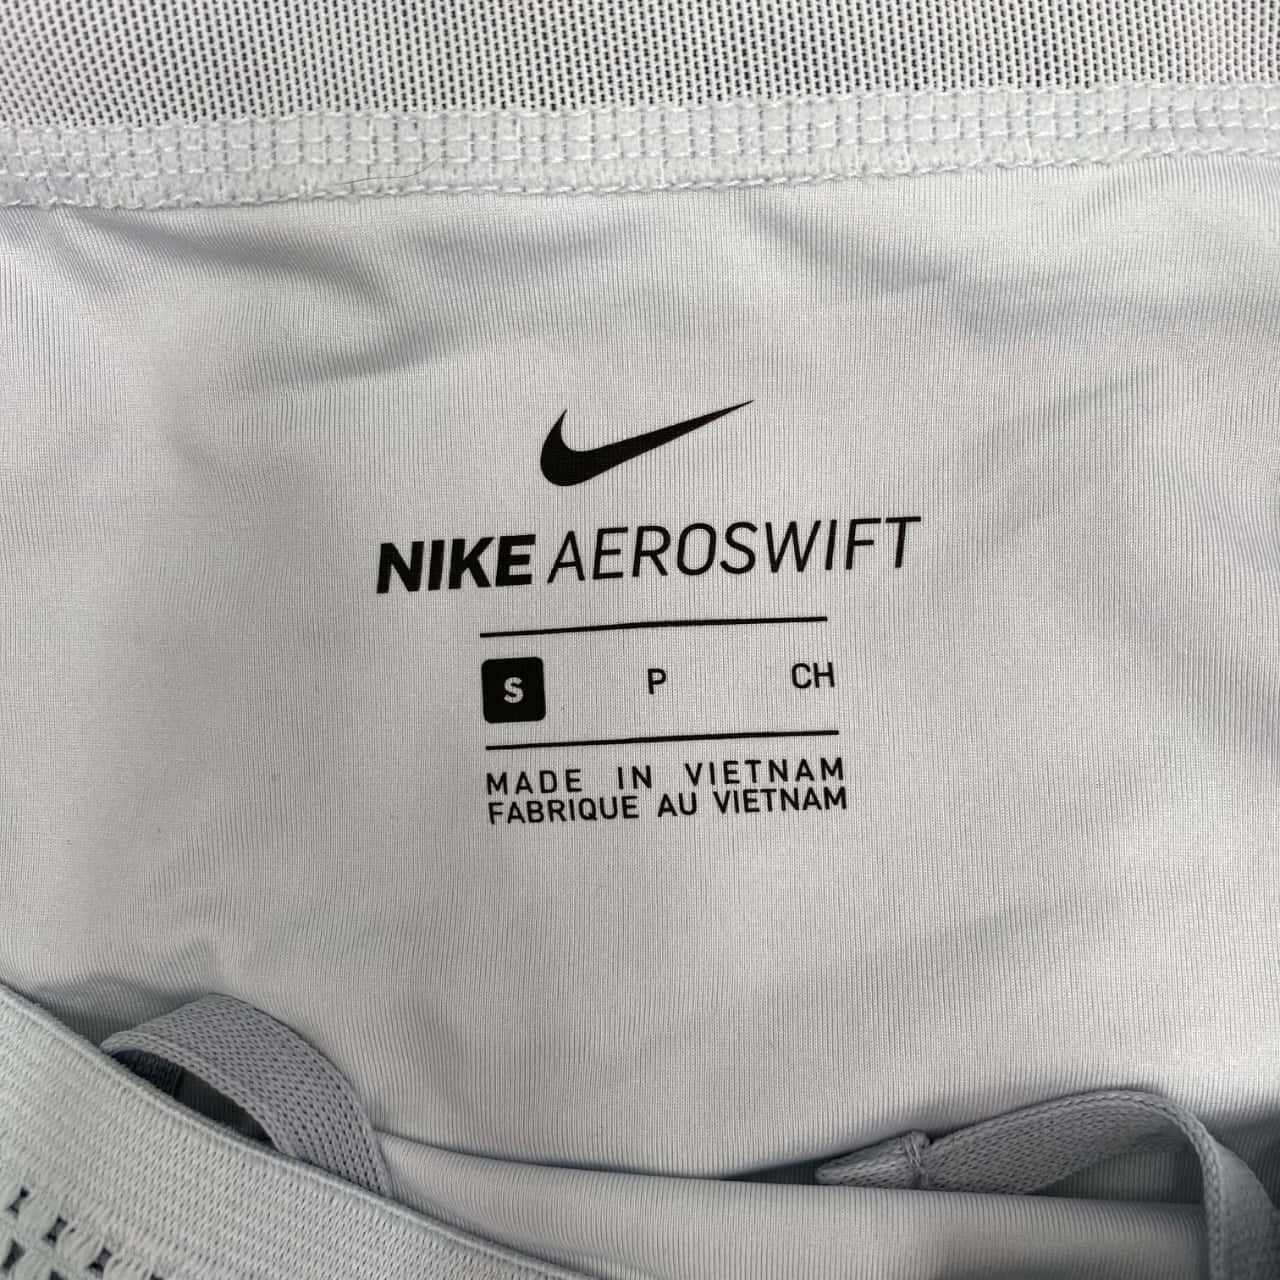 NIKE AEROSWIFT
S P CH
MADE IN VIETNAM
FABRIQUE AU VIETNAM